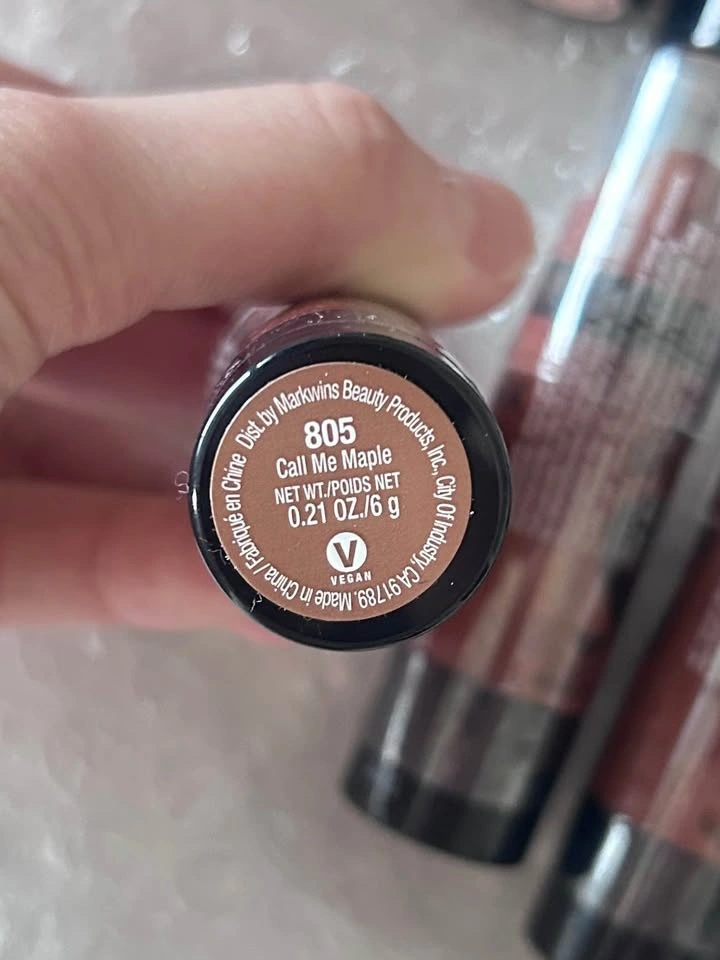 Dist. by Markwins Beauty Products, Inc., City Of Industry, CA 91789. Made in China / Fabriqué en Chine
805
Call Me Maple
NET WT./POIDS NET
0.21 OZ./6 g
V
VEGAN